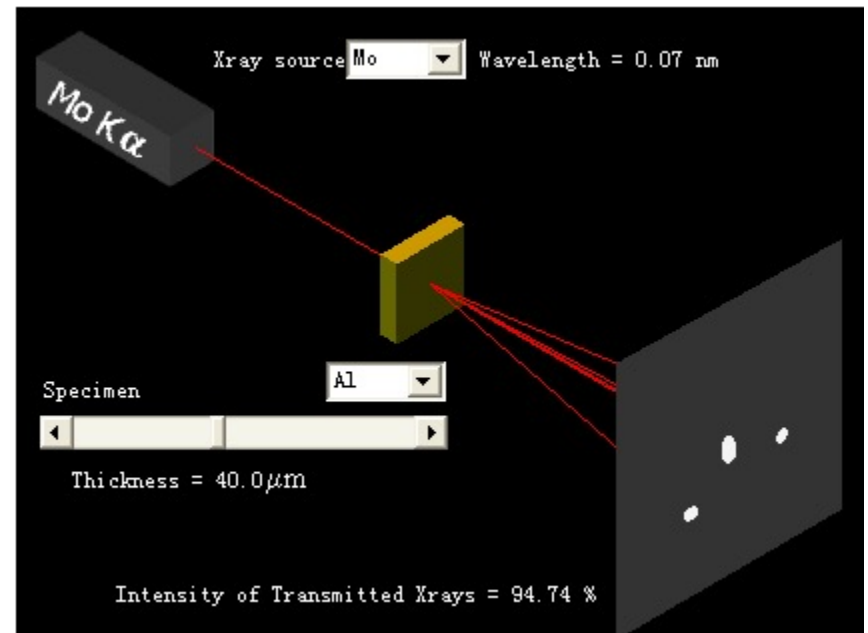 Xray source Mo Wavelength = 0.07 nm
Mo Kα
Specimen Al
Thickness = 40.0μm
Intensity of Transmitted Xrays = 94.74 %